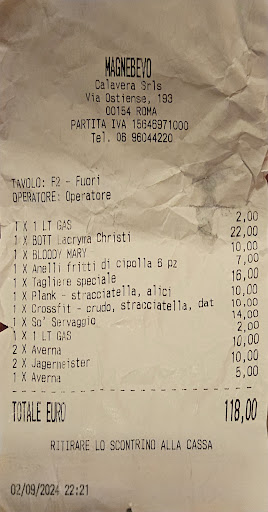 MAGNEBEVO
Calavera Srls
Via Ostiense, 193
00154 ROMA
PARTITA IVA 15646971000
Tel. 06 96044220
TAVOLO: F2 - Fuori
OPERATORE: Operatore
1 X 1 LT GAS 2,00
1 X BOTT Lacryma Christi 22,00
1 X BLOODY MARY 10,00
1 X Anelli fritti di cipolla 6 pz 7,00
1 X Tagliere speciale 16,00
1 X Plank - stracciatella, alici 10,00
1 X Crossfit - crudo, stracciatella, dat 10,00
1 X So' Servaggio 14,00
1 X 1 LT GAS 2,00
2 X Averna 10,00
2 X Jagermeister 10,00
1 X Averna 5,00
TOTALE EURO 118,00
RITIRARE LO SCONTRINO ALLA CASSA
02/09/2024 22:21